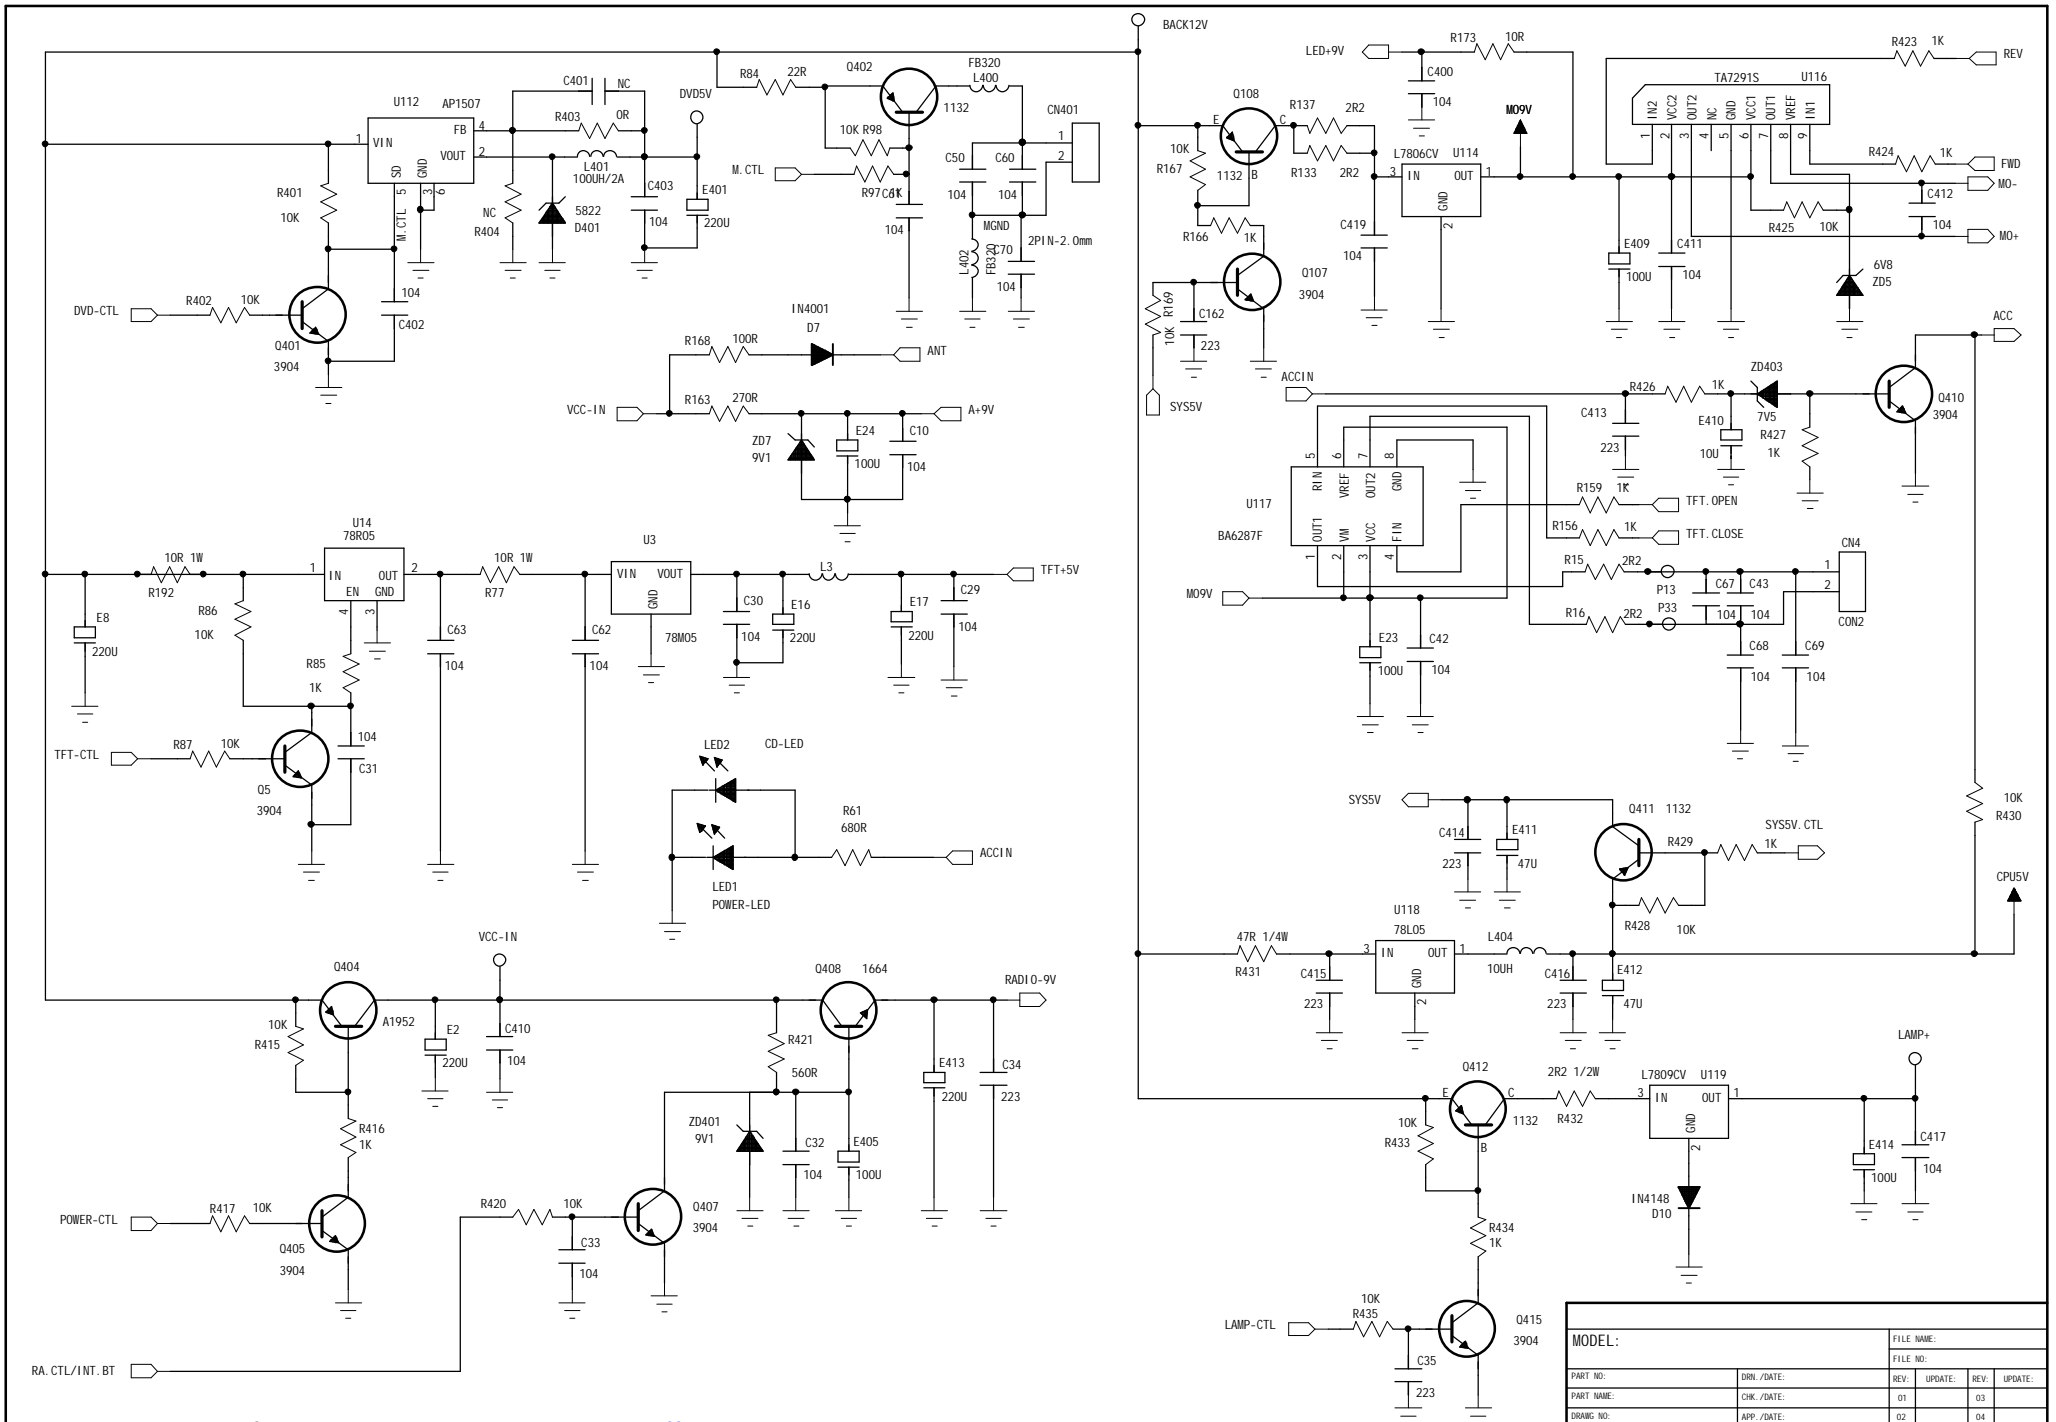 BACK12V
C401
NC
U112
AP1507
R403
0R
DVD5V
1
VIN
FB
4
VOUT
2
SD
GND
5
3
6
M.CTL
L401
100UH/2A
R401
10K
NC
R404
5822
D401
C403
104
E401
220U
DVD-CTL
R402
10K
Q401
3904
104
C402
R84
22R
Q402
1132
FB320
L400
CN401
1
2
10K
R98
M.CTL
R97
1K
C61
104
C50
104
C60
104
MGND
L402
FB320
C70
104
2PIN-2.0mm
IN4001
D7
R168
100R
ANT
VCC-IN
R163
270R
A+9V
ZD7
9V1
E24
100U
C10
104
LED+9V
R173
10R
C400
104
Q108
E
C
1132
B
R137
2R2
R133
2R2
10K
R167
R166
1K
Q107
3904
R169
10K
C162
223
SYS5V
MO9V
L7806CV
U114
3
IN
OUT
1
GND
2
C419
104
E409
100U
C411
104
R423
1K
REV
TA7291S
U116
IN2
VCC2
OUT2
NC
GND
VCC1
OUT1
VREF
IN1
1
2
3
4
5
6
7
8
9
R424
1K
FWD
MO-
C412
104
R425
10K
MO+
6V8
ZD5
ACC
ACCIN
R426
1K
ZD403
7V5
C413
223
E410
10U
R427
1K
Q410
3904
5
6
7
8
RIN
VREF
OUT2
GND
U117
BA6287F
OUT1
VM
VCC
FIN
1
2
3
4
R159
1K
TFT.OPEN
R156
1K
TFT.CLOSE
R15
2R2
P13
R16
2R2
P33
C67
104
C43
104
CN4
1
2
CON2
MO9V
E23
100U
C42
104
C68
104
C69
104
U14
78R05
10R 1W
R192
1
IN
OUT
2
EN
GND
4
3
10R 1W
R77
U3
VIN
VOUT
GND
78M05
L3
TFT+5V
E8
220U
R86
10K
R85
1K
C63
104
C62
104
C30
104
E16
220U
E17
220U
C29
104
TFT-CTL
R87
10K
Q5
3904
104
C31
LED2
CD-LED
LED1
POWER-LED
R61
680R
ACCIN
SYS5V
C414
223
E411
47U
Q411
1132
R429
1K
SYS5V.CTL
R428
10K
10K
R430
CPU5V
47R 1/4W
R431
C415
223
U118
78L05
3
IN
OUT
1
GND
2
L404
10UH
C416
223
E412
47U
VCC-IN
Q404
A1952
10K
R415
E2
220U
C410
104
Q408
1664
RADIO-9V
R421
560R
E413
220U
C34
223
R416
1K
POWER-CTL
R417
10K
Q405
3904
ZD401
9V1
C32
104
E405
100U
R420
10K
C33
104
Q407
3904
RA.CTL/INT.BT
Q412
E
C
B
1132
10K
R433
2R2 1/2W
R432
L7809CV
U119
3
IN
OUT
1
GND
2
LAMP+
E414
100U
C417
104
IN4148
D10
R434
1K
LAMP-CTL
10K
R435
C35
223
Q415
3904
MODEL:
FILE NAME:
FILE NO:
PART NO:
DRN./DATE:
REV:
UPDATE:
REV:
UPDATE:
PART NAME:
CHK./DATE:
01
03
DRAWG NO:
APP./DATE:
02
04